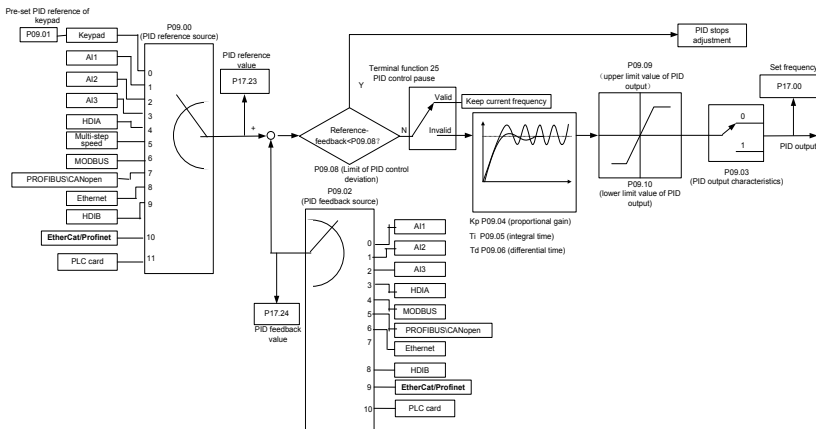 Pre-set PID reference of
keypad
P09.01
Keypad
AI1
AI2
AI3
HDIA
Multi-step
speed
MODBUS
PROFIBUS\CANopen
Ethernet
HDIB
EtherCat/Profinet
PLC card
P09.00
(PID reference source)
0
1
2
3
4
5
6
7
8
9
10
11
PID reference
value
P17.23
+
-
P17.24
PID feedback
value
Reference-
feedback<P09.08?
Y
N
P09.08 (Limit of PID control
deviation)
P09.02
(PID feedback source)
0
1
2
3
4
5
6
7
8
9
10
AI1
AI2
AI3
HDIA
MODBUS
PROFIBUS\CANopen
Ethernet
HDIB
EtherCat/Profinet
PLC card
Terminal function 25
PID control pause
Valid
Invalid
Keep current frequency
PID stops
adjustment
Kp P09.04 (proportional gain)
Ti P09.05 (integral time)
Td P09.06 (differential time)
P09.09
(upper limit value of PID
output)
P09.10
(lower limit value of PID
output)
0
1
P09.03
(PID output characteristics)
Set frequency
P17.00
PID output